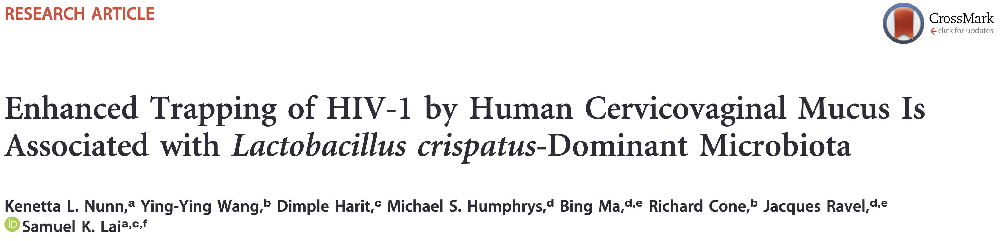 RESEARCH ARTICLE
CrossMark
←click for updates
Enhanced Trapping of HIV-1 by Human Cervicovaginal Mucus Is
Associated with Lactobacillus crispatus-Dominant Microbiota
Kenetta L. Nunn,a Ying-Ying Wang,b Dimple Harit,c Michael S. Humphrys,d Bing Ma,d,e Richard Cone,b Jacques Ravel,d,e
iD Samuel K. Laia,c,f